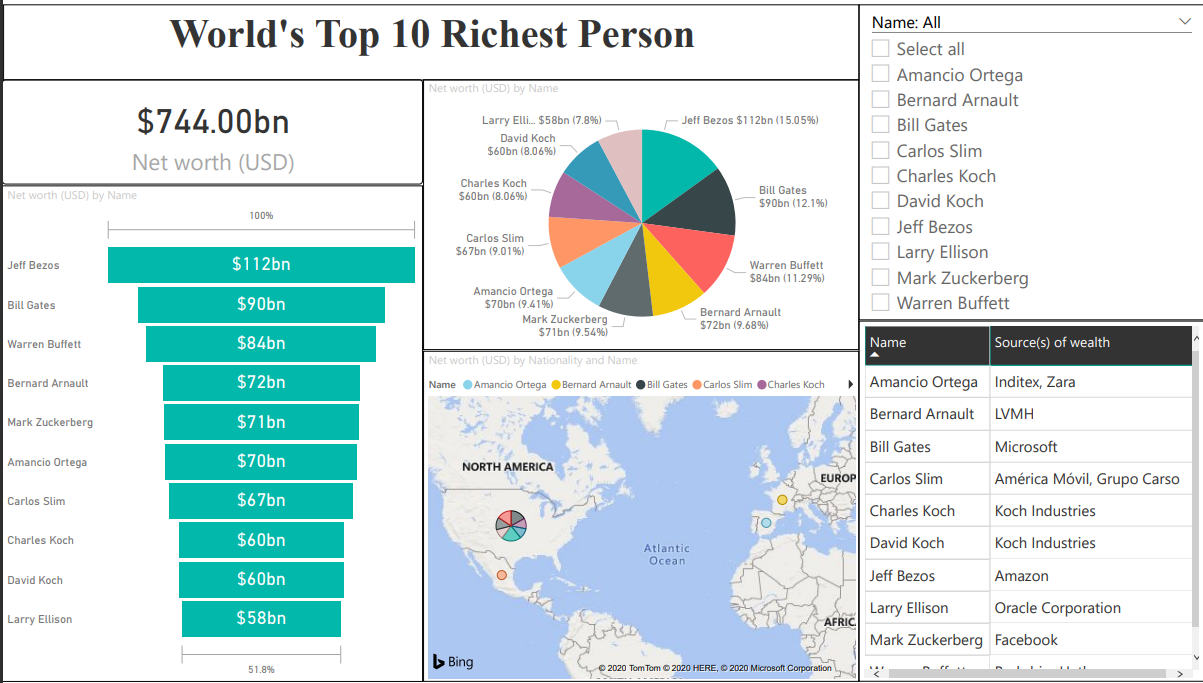 World's Top 10 Richest Person
$744.00bn
Net worth (USD)
Net worth (USD) by Name
100%
Jeff Bezos $112bn
Bill Gates $90bn
Warren Buffett $84bn
Bernard Arnault $72bn
Mark Zuckerberg $71bn
Amancio Ortega $70bn
Carlos Slim $67bn
Charles Koch $60bn
David Koch $60bn
Larry Ellison $58bn
51.8%
Net worth (USD) by Name
Larry Elli... $58bn (7.8%)
Jeff Bezos $112bn (15.05%)
David Koch
$60bn (8.06%)
Charles Koch
$60bn (8.06%)
Bill Gates
$90bn (12.1%)
Carlos Slim
$67bn (9.01%)
Warren Buffett
$84bn (11.29%)
Amancio Ortega
$70bn (9.41%)
Bernard Arnault
$72bn (9.68%)
Mark Zuckerberg
$71bn (9.54%)
Net worth (USD) by Nationality and Name
Name Amancio Ortega Bernard Arnault Bill Gates Carlos Slim Charles Koch
NORTH AMERICA
EUROP
Atlantic
Ocean
AFRIC
Bing
© 2020 TomTom © 2020 HERE, © 2020 Microsoft Corporation
Name: All
Select all
Amancio Ortega
Bernard Arnault
Bill Gates
Carlos Slim
Charles Koch
David Koch
Jeff Bezos
Larry Ellison
Mark Zuckerberg
Warren Buffett
Name Source(s) of wealth
Amancio Ortega Inditex, Zara
Bernard Arnault LVMH
Bill Gates Microsoft
Carlos Slim América Móvil, Grupo Carso
Charles Koch Koch Industries
David Koch Koch Industries
Jeff Bezos Amazon
Larry Ellison Oracle Corporation
Mark Zuckerberg Facebook